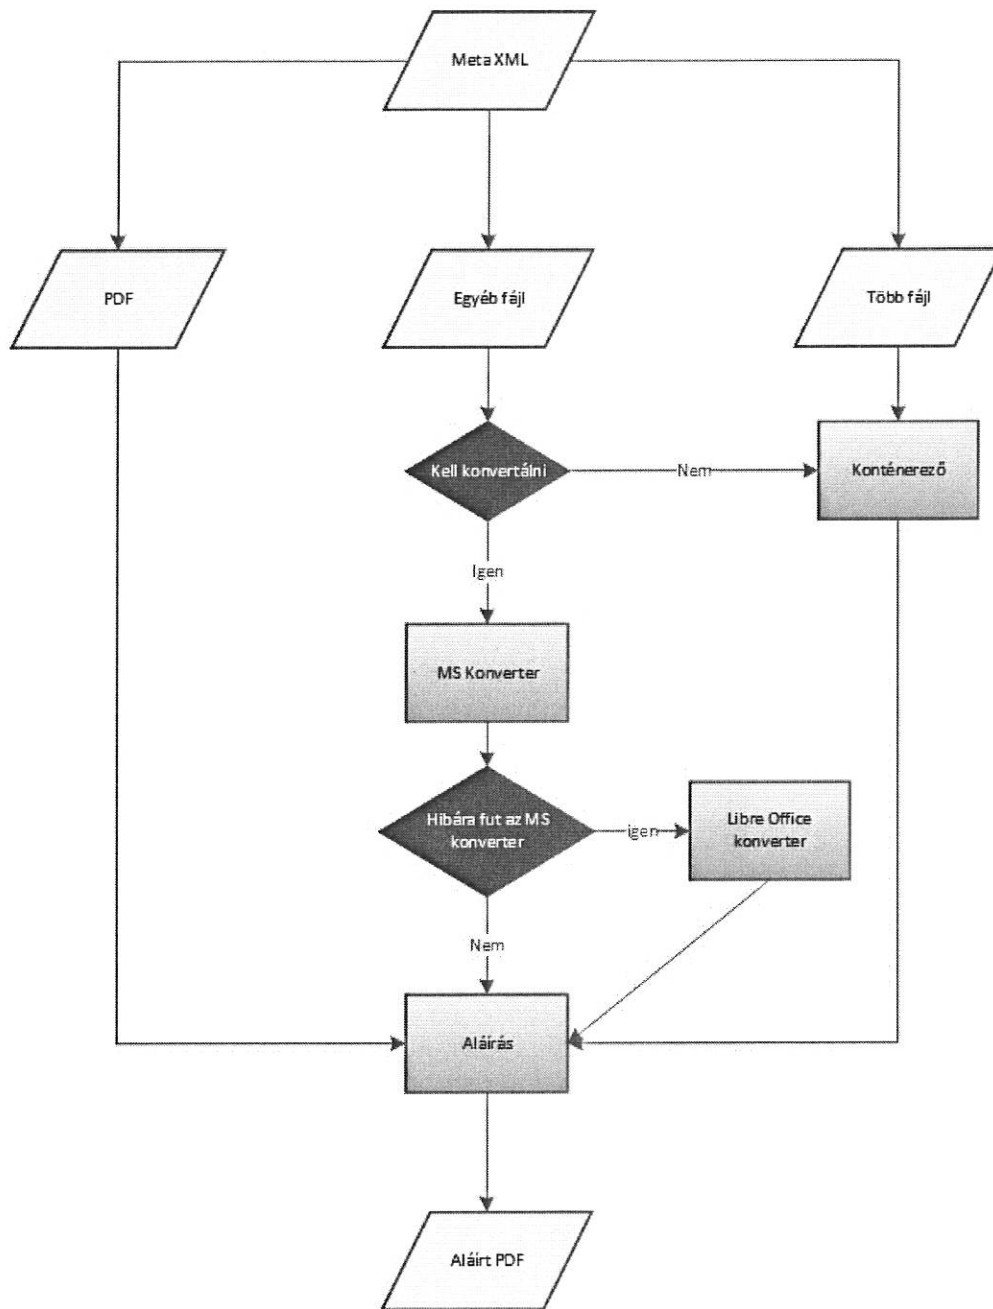 Meta XML
PDF
Egyéb fájl
Több fájl
Kell konvertálni
Nem
Konténerező
Igen
MS Konverter
Hibára fut az MS
konverter
igen
Libre Office
konverter
Nem
Aláírás
Aláírt PDF